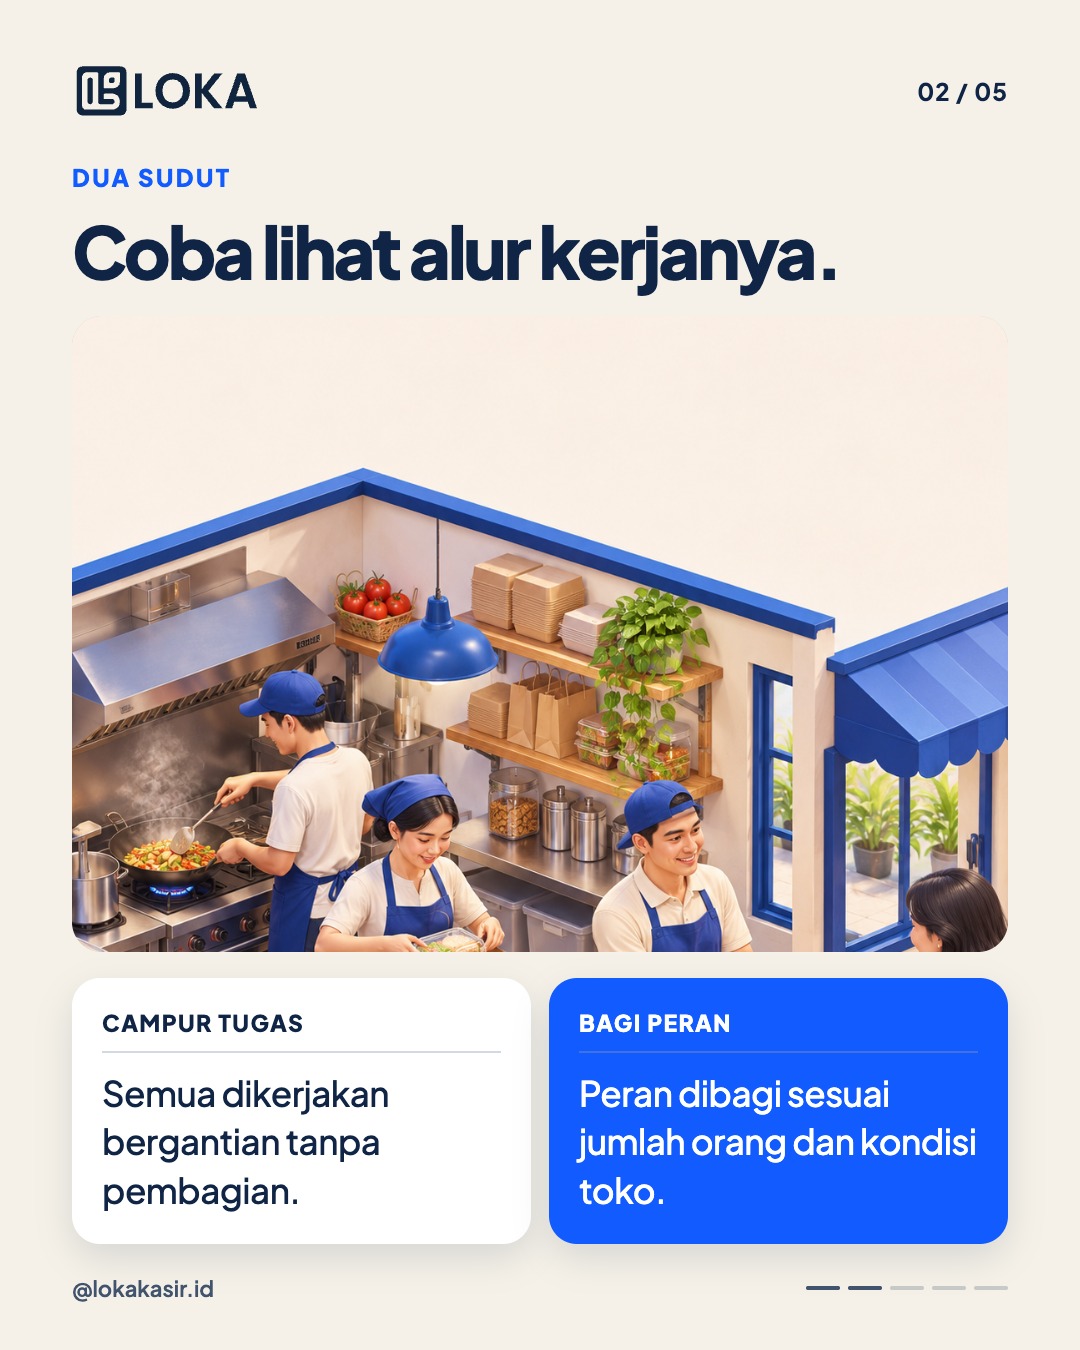 LOKA
02 / 05
DUA SUDUT
Coba lihat alur kerjanya.
CAMPUR TUGAS
Semua dikerjakan
bergantian tanpa
pembagian.
BAGI PERAN
Peran dibagi sesuai
jumlah orang dan kondisi
toko.
@lokakasir.id